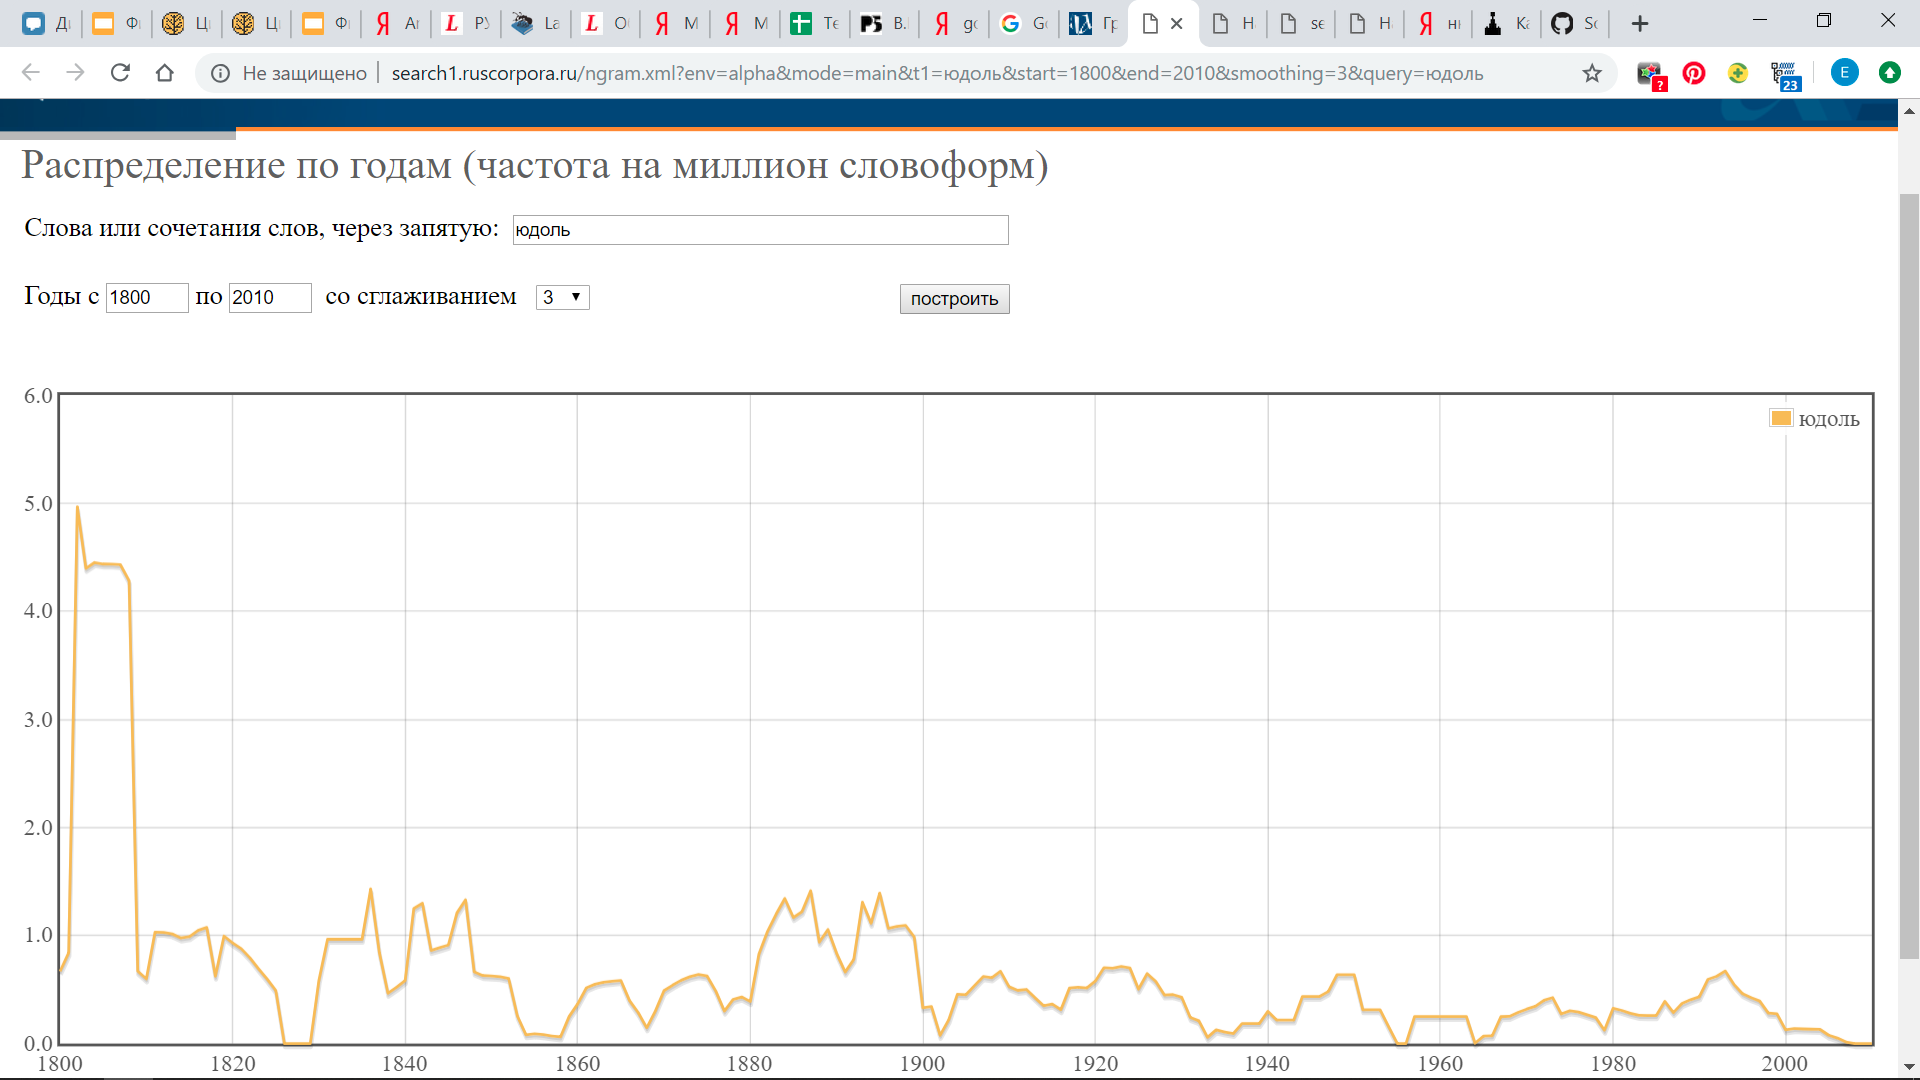 Не защищено
search1.ruscorpora.ru/ngram.xml?env=alpha&mode=main&t1=юдоль&start=1800&end=2010&smoothing=3&query=юдоль
?
23
E
Распределение по годам (частота на миллион словоформ)
Слова или сочетания слов, через запятую: юдоль
Годы с 1800 по 2010 со сглаживанием 3 построить
6.0
юдоль
5.0
4.0
3.0
2.0
1.0
0.0
1800 1820 1840 1860 1880 1900 1920 1940 1960 1980 2000